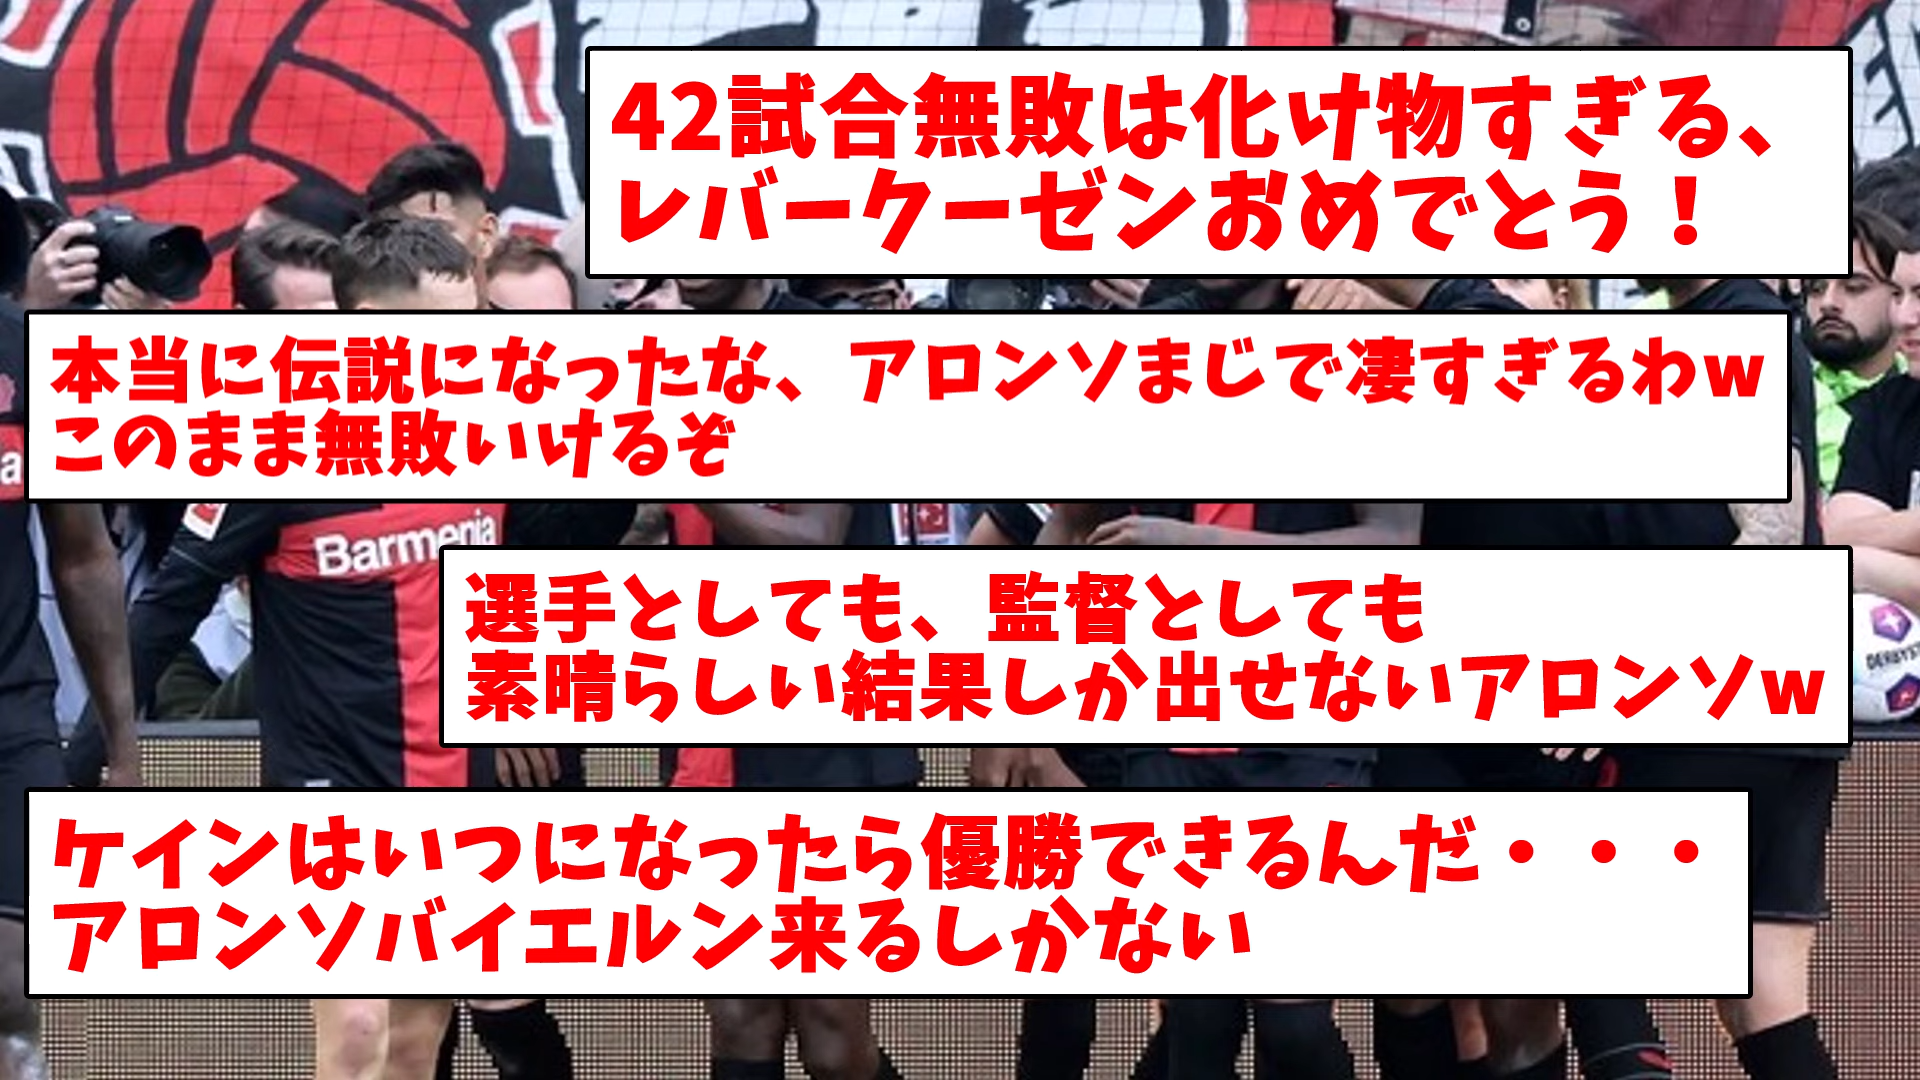 42試合無敗は化け物すぎる、
レバークーゼンおめでとう！
本当に伝説になったな、アロンソまじで凄すぎるわw
このまま無敗いけるぞ
Barmenia
選手としても、監督としても
素晴らしい結果しか出せないアロンソw
DERBYST
ケインはいつになったら優勝できるんだ・・・
アロンソバイエルン来るしかない